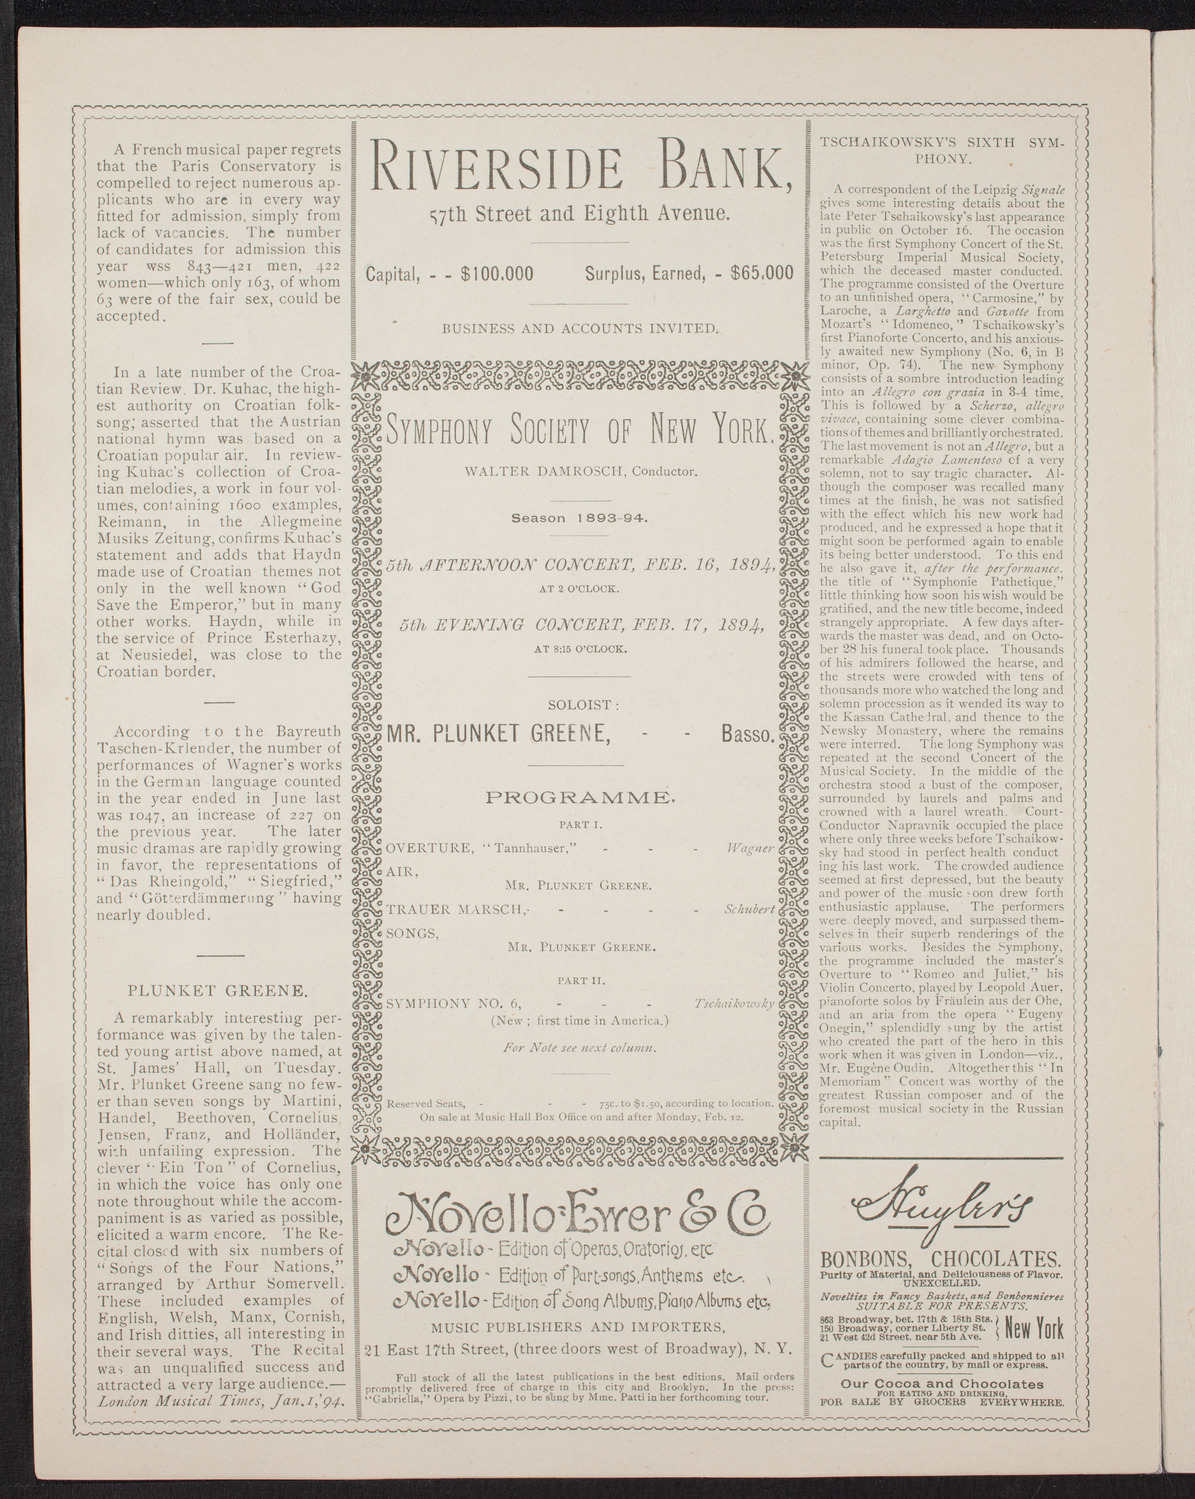 A French musical paper regrets
that the Paris Conservatory is
compelled to reject numerous ap-
plicants who are in every way
fitted for admission, simply from
lack of vacancies. The number
of candidates for admission this
year wss 843—421 men, 422
women—which only 163, of whom
63 were of the fair sex, could be
accepted.
In a late number of the Croa-
tian Review, Dr. Kuhac, the high-
est authority on Croatian folk-
song; asserted that the Austrian
national hymn was based on a
Croatian popular air. In review-
ing Kuhac's collection of Croa-
tian melodies, a work in four vol-
umes, containing 1600 examples,
Reimann, in the Allegmeine
Musiks Zeitung, confirms Kuhac's
statement and adds that Haydn
made use of Croatian themes not
only in the well known "God
Save the Emperor," but in many
other works. Haydn, while in
the service of Prince Esterhazy,
at Neusiedel, was close to the
Croatian border.
According to the Bayreuth
Taschen-Krlender, the number of
performances of Wagner's works
in the German language counted
in the year ended in June last
was 1047, an increase of 227 on
the previous year. The later
music dramas are rapidly growing
in favor, the representations of
"Das Rheingold," "Siegfried,"
and "Götterdämmerung" having
nearly doubled.
PLUNKET GREENE.
A remarkably interesting per-
formance was given by the talen-
ted young artist above named, at
St. James' Hall, on Tuesday.
Mr. Plunket Greene sang no few-
er than seven songs by Martini,
Handel, Beethoven, Cornelius,
Jensen, Franz, and Holländer,
with unfailing expression. The
clever "Ein Ton" of Cornelius,
in which the voice has only one
note throughout while the accom-
paniment is as varied as possible,
elicited a warm encore. The Re-
cital closed with six numbers of
"Songs of the Four Nations,"
arranged by Arthur Somervell.
These included examples of
English, Welsh, Manx, Cornish,
and Irish ditties, all interesting in
their several ways. The Recital
was an unqualified success and
attracted a very large audience.—
London Musical Times, Jan. 1,'94.
RIVERSIDE BANK,
57th Street and Eighth Avenue.
Capital, - - $100.000 Surplus, Earned, - $65.000
BUSINESS AND ACCOUNTS INVITED.
SYMPHONY SOCIETY OF NEW YORK,
WALTER DAMROSCH, Conductor.
Season 1893-94.
5th AFTERNOON CONCERT, FEB. 16, 1894,
AT 2 O'CLOCK.
5th EVENING CONCERT, FEB. 17, 1894,
AT 8:15 O'CLOCK.
SOLOIST:
MR. PLUNKET GREENE, - - Basso.
PROGRAMME.
PART I.
OVERTURE, "Tannhauser," - - - Wagner
AIR,
MR. PLUNKET GREENE.
TRAUER MARSCH, - - - - Schubert
SONGS,
MR. PLUNKET GREENE.
PART II.
SYMPHONY NO. 6, - - - Tschaikowsky
(New; first time in America.)
For Note see next column.
Reserved Seats, - - - 75c. to $1.50, according to location.
On sale at Music Hall Box Office on and after Monday, Feb. 12.
Novello-Ewer & Co
Novello - Edition of Operas, Oratorios, etc
Novello - Edition of Part-songs, Anthems etc.
Novello - Edition of Song Albums, Piano Albums etc,
MUSIC PUBLISHERS AND IMPORTERS,
21 East 17th Street, (three doors west of Broadway), N. Y.
Full stock of all the latest publications in the best editions. Mail orders
promptly delivered free of charge in this city and Brooklyn. In the press:
"Gabriella," Opera by Pizzi, to be sung by Mme. Patti in her forthcoming tour.
TSCHAIKOWSKY'S SIXTH SYM-
PHONY.
A correspondent of the Leipzig Signale
gives some interesting details about the
late Peter Tschaikowsky's last appearance
in public on October 16. The occasion
was the first Symphony Concert of the St.
Petersburg Imperial Musical Society,
which the deceased master conducted.
The programme consisted of the Overture
to an unfinished opera, "Carmosine," by
Laroche, a Larghetto and Gavotte from
Mozart's "Idomeneo," Tschaikowsky's
first Pianoforte Concerto, and his anxious-
ly awaited new Symphony (No. 6, in B
minor, Op. 74). The new Symphony
consists of a sombre introduction leading
into an Allegro con grazia in 3-4 time.
This is followed by a Scherzo, allegro
vivace, containing some clever combina-
tions of themes and brilliantly orchestrated.
The last movement is not an Allegro, but a
remarkable Adagio Lamentoso of a very
solemn, not to say tragic character. Al-
though the composer was recalled many
times at the finish, he was not satisfied
with the effect which his new work had
produced, and he expressed a hope that it
might soon be performed again to enable
its being better understood. To this end
he also gave it, after the performance,
the title of "Symphonie Pathetique,"
little thinking how soon his wish would be
gratified, and the new title become, indeed
strangely appropriate. A few days after-
wards the master was dead, and on Octo-
ber 28 his funeral took place. Thousands
of his admirers followed the hearse, and
the streets were crowded with tens of
thousands more who watched the long and
solemn procession as it wended its way to
the Kassan Cathedral, and thence to the
Newsky Monastery, where the remains
were interred. The long Symphony was
repeated at the second Concert of the
Musical Society. In the middle of the
orchestra stood a bust of the composer,
surrounded by laurels and palms and
crowned with a laurel wreath. Court-
Conductor Napravnik occupied the place
where only three weeks before Tschaikow-
sky had stood in perfect health conduct
ing his last work. The crowded audience
seemed at first depressed, but the beauty
and power of the music soon drew forth
enthusiastic applause. The performers
were deeply moved, and surpassed them-
selves in their superb renderings of the
various works. Besides the Symphony,
the programme included the master's
Overture to "Romeo and Juliet," his
Violin Concerto, played by Leopold Auer,
pianoforte solos by Fräulein aus der Ohe,
and an aria from the opera "Eugeny
Onegin," splendidly sung by the artist
who created the part of the hero in this
work when it was given in London—viz.,
Mr. Eugène Oudin. Altogether this "In
Memoriam" Concert was worthy of the
greatest Russian composer and of the
foremost musical society in the Russian
capital.
Huyler's
BONBONS, CHOCOLATES.
Purity of Material, and Deliciousness of Flavor.
UNEXCELLED.
Novelties in Fancy Baskets, and Bonbonnieres
SUITABLE FOR PRESENTS.
863 Broadway, bet. 17th & 18th Sts.
150 Broadway, corner Liberty St.
21 West 42d Street, near 5th Ave.
New York
CANDIES carefully packed and shipped to all
parts of the country, by mail or express.
Our Cocoa and Chocolates
FOR EATING AND DRINKING,
FOR SALE BY GROCERS EVERYWHERE.